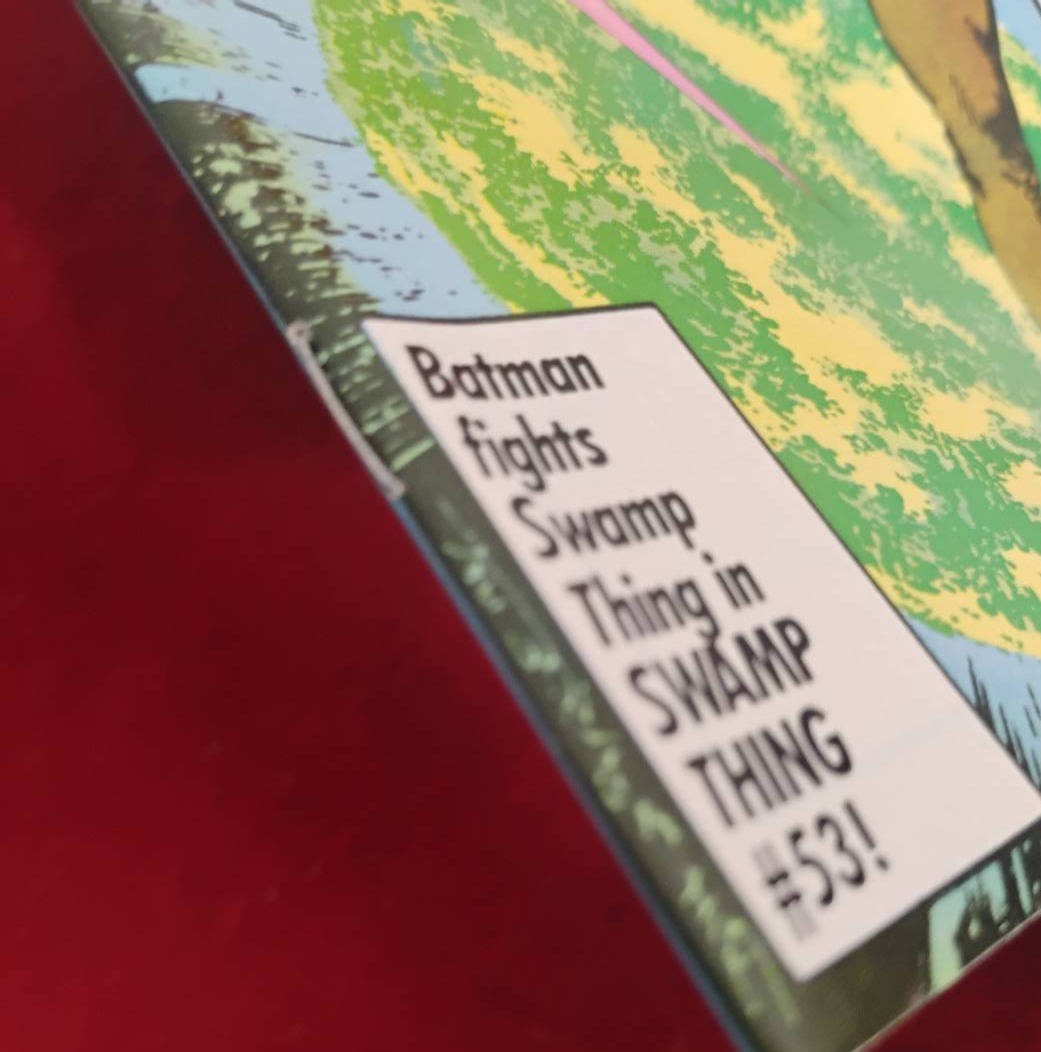 Batman
fights
Swamp
Thing in
SWAMP
THING
#53!